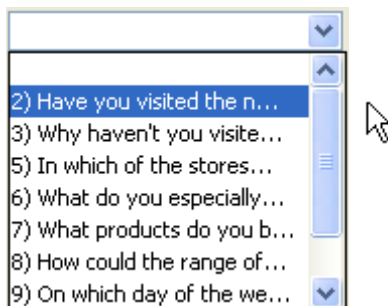 2) Have you visited the n...
3) Why haven't you visite...
5) In which of the stores...
6) What do you especially...
7) What products do you b...
8) How could the range of...
9) On which day of the we...